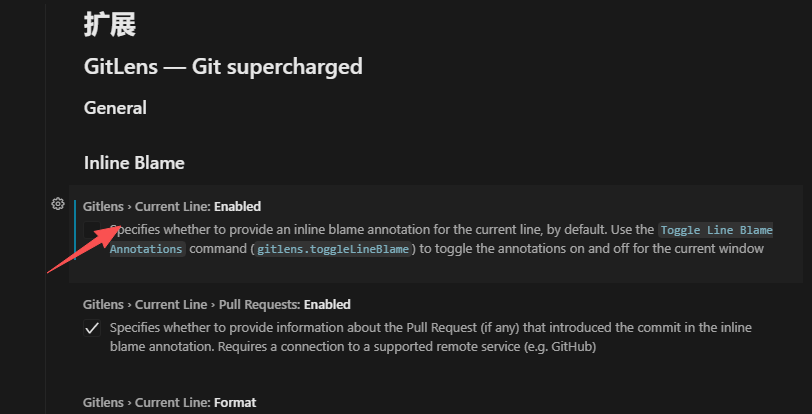 扩展
GitLens — Git supercharged
General
Inline Blame
Gitlens › Current Line: Enabled
Specifies whether to provide an inline blame annotation for the current line, by default. Use the Toggle Line Blame
Annotations command (gitlens.toggleLineBlame) to toggle the annotations on and off for the current window
Gitlens › Current Line › Pull Requests: Enabled
Specifies whether to provide information about the Pull Request (if any) that introduced the commit in the inline
blame annotation. Requires a connection to a supported remote service (e.g. GitHub)
Gitlens › Current Line: Format